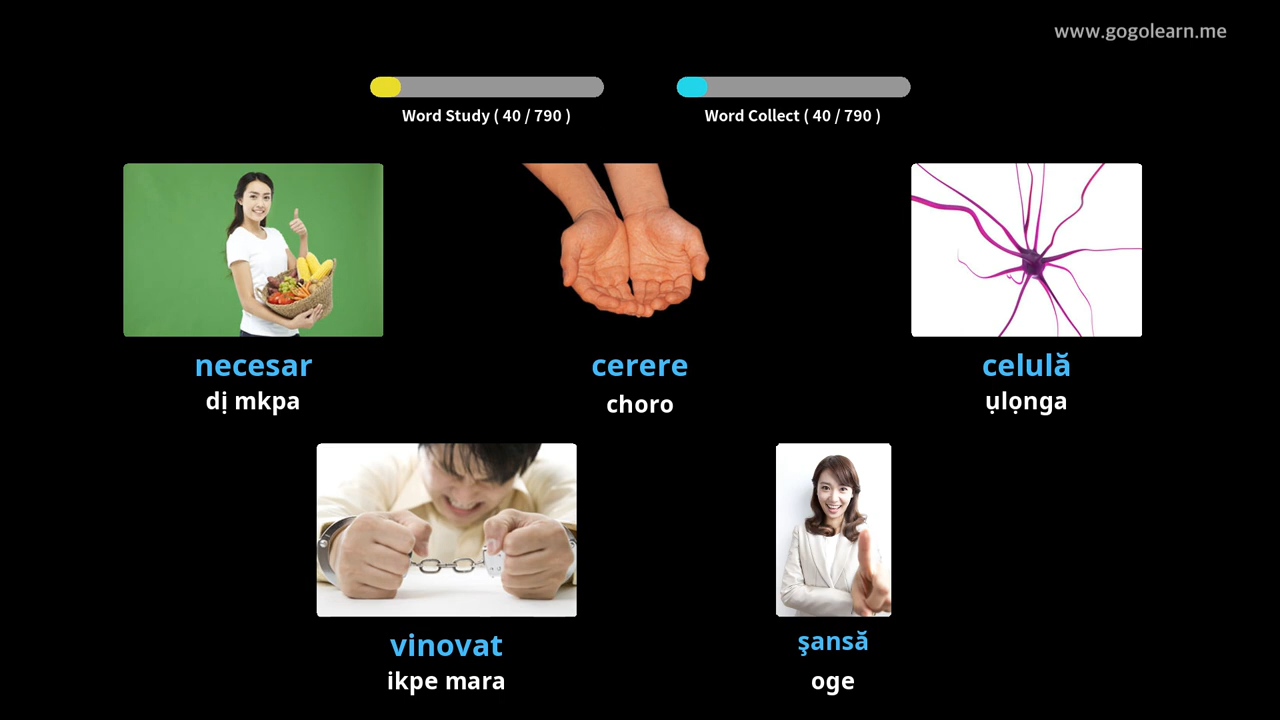 www.gogolearn.me
Word Study ( 40 / 790 )
Word Collect ( 40 / 790 )
necesar
dị mkpa
cerere
choro
celulă
ụlọnga
vinovat
ikpe mara
şansă
oge